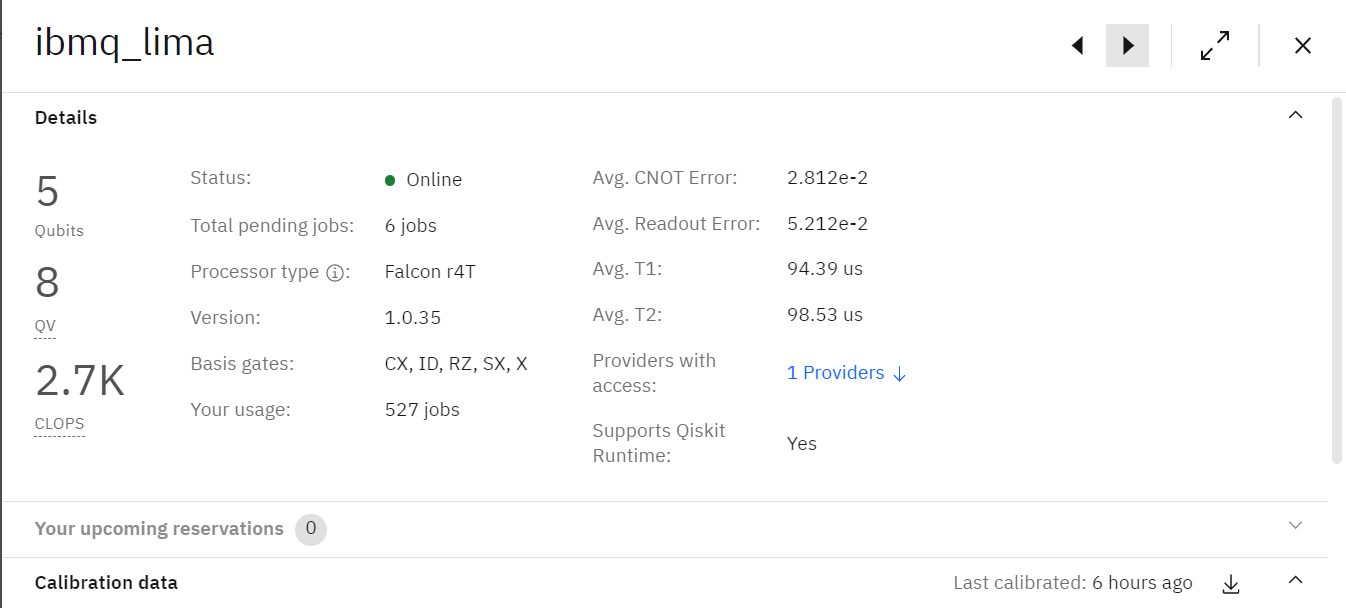 ibmq_lima
Details
5
Qubits
8
QV
2.7K
CLOPS
Status: Online
Total pending jobs: 6 jobs
Processor type : Falcon r4T
Version: 1.0.35
Basis gates: CX, ID, RZ, SX, X
Your usage: 527 jobs
Avg. CNOT Error: 2.812e-2
Avg. Readout Error: 5.212e-2
Avg. T1: 94.39 us
Avg. T2: 98.53 us
Providers with
access: 1 Providers ↓
Supports Qiskit
Runtime: Yes
Your upcoming reservations 0
Calibration data
Last calibrated: 6 hours ago